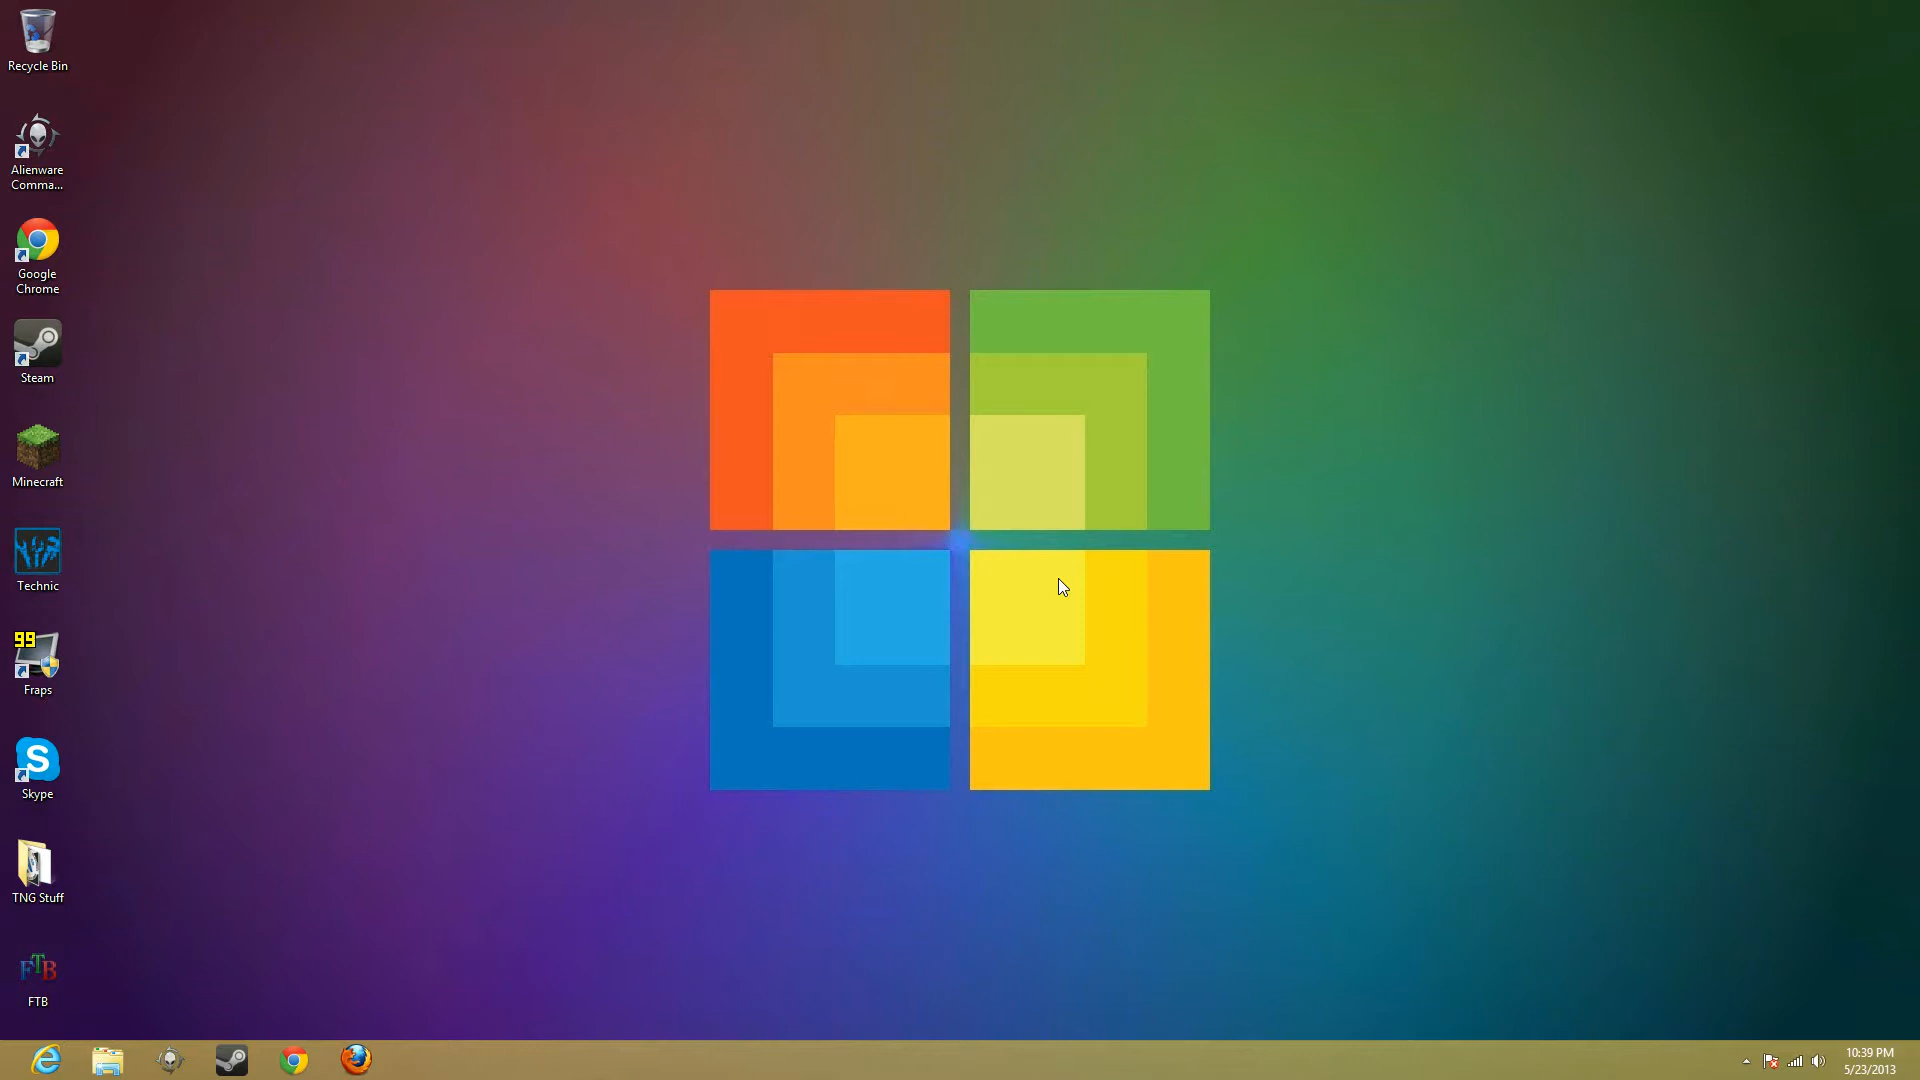 Recycle Bin
Alienware
Comma...
Google
Chrome
Steam
Minecraft
Technic
99
Fraps
S
Skype
TNG Stuff
FTB
FTB
10:39 PM
5/23/2013